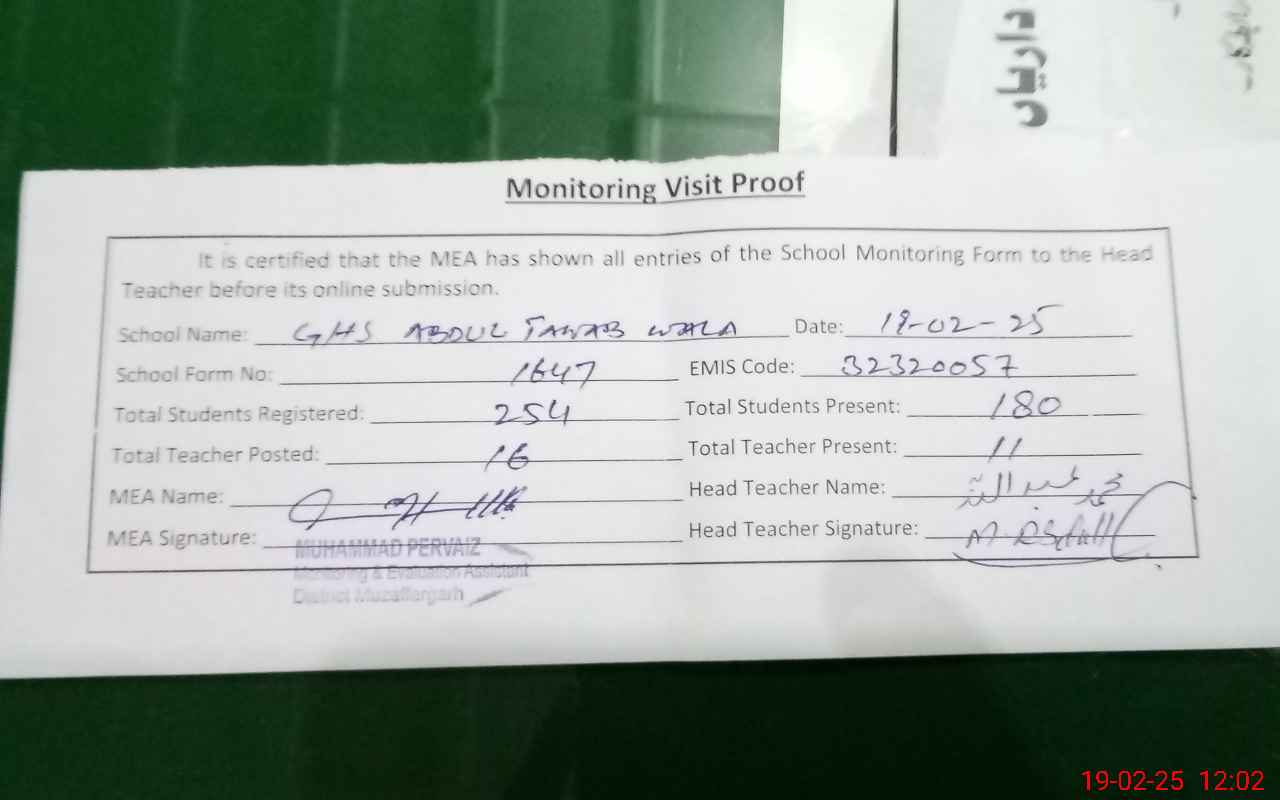 داریاں
Monitoring Visit Proof
It is certified that the MEA has shown all entries of the School Monitoring Form to the Head
Teacher before its online submission.
School Name: GHS ABDUL TAWAB WALA Date: 19-02-25
School Form No: 1647 EMIS Code: 32320057
Total Students Registered: 254 Total Students Present: 180
Total Teacher Posted: 16 Total Teacher Present: 11
MEA Name: Head Teacher Name: محمد عبد اللہ
MEA Signature: Head Teacher Signature:
MUHAMMAD PERVAIZ
Monitoring & Evaluation Assistant
District Muzaffargarh
19-02-25 12:02